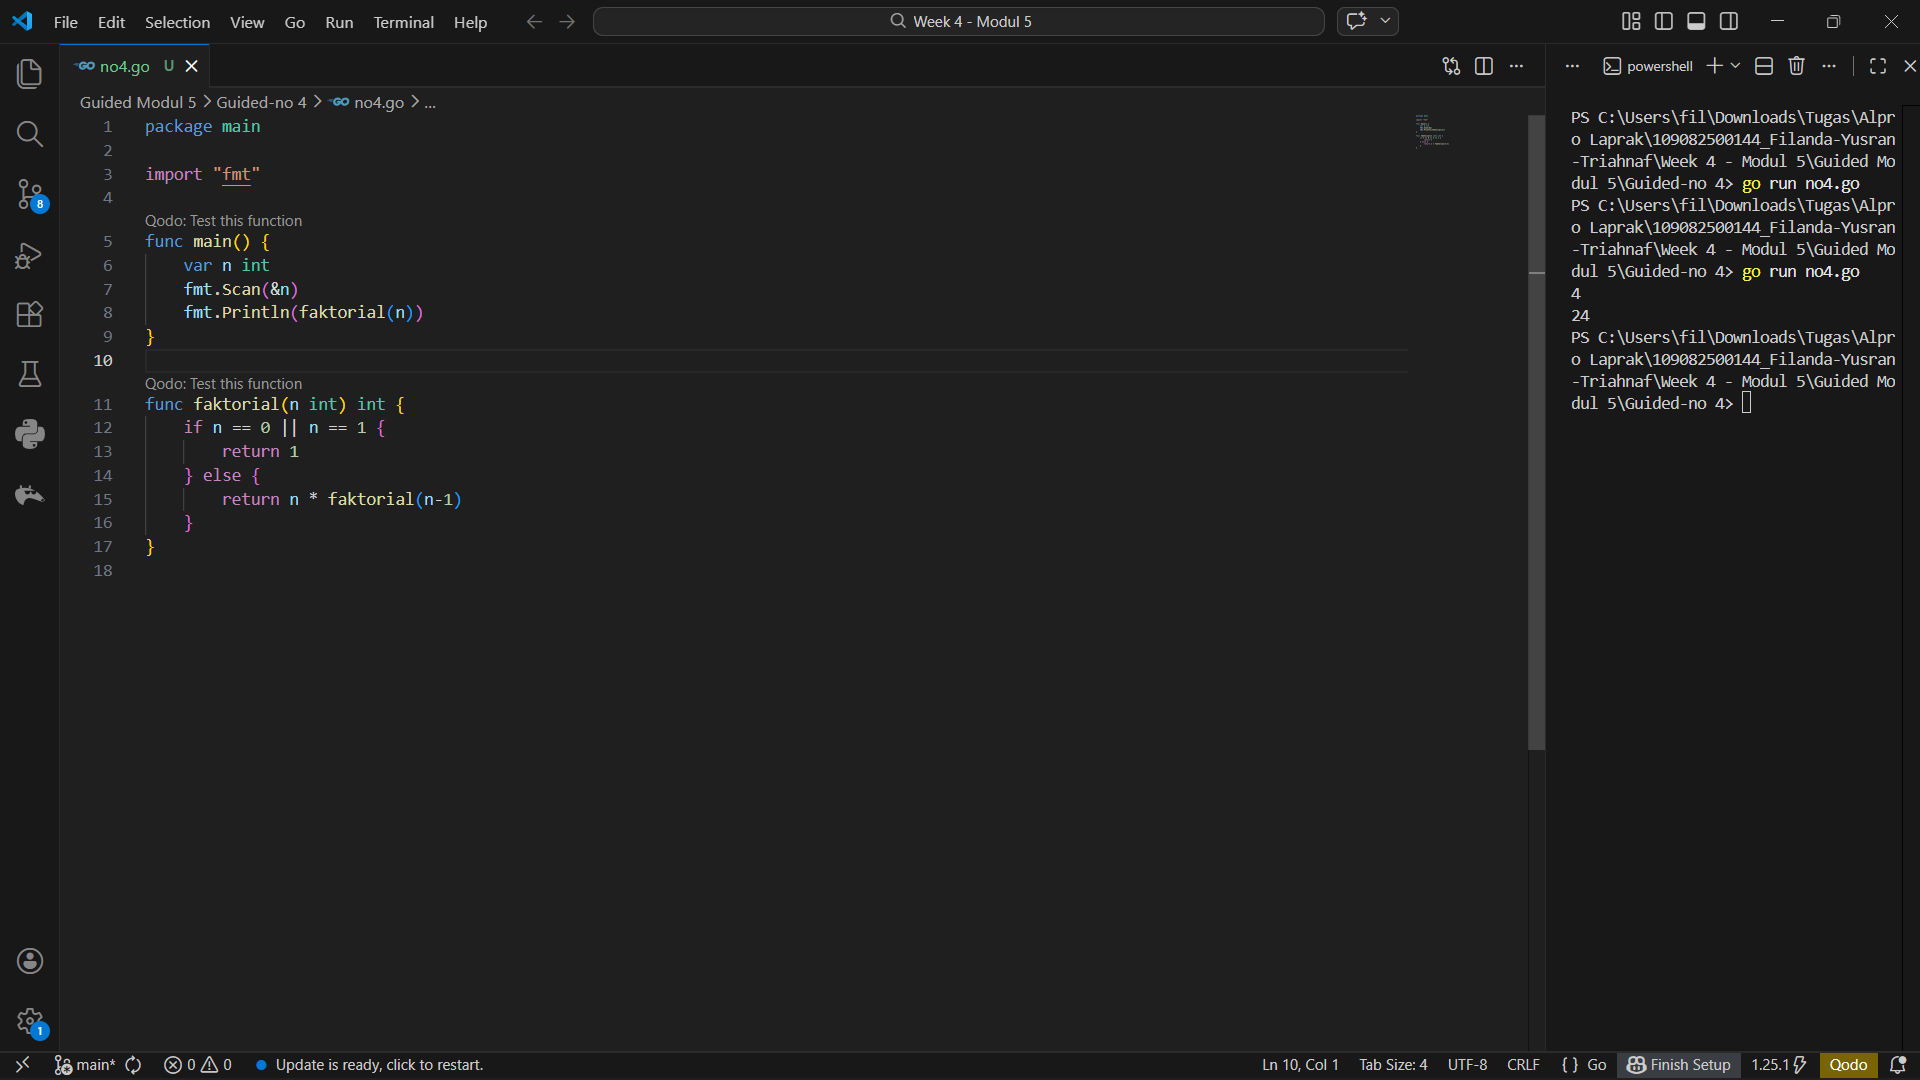 File Edit Selection View Go Run Terminal Help
Week 4 - Modul 5
no4.go U
powershell
Guided Modul 5 > Guided-no 4 > no4.go > ...
1 package main
2
3 import "fmt"
4
Qodo: Test this function
5 func main() {
6 var n int
7 fmt.Scan(&n)
8 fmt.Println(faktorial(n))
9 }
10
Qodo: Test this function
11 func faktorial(n int) int {
12 if n == 0 || n == 1 {
13 return 1
14 } else {
15 return n * faktorial(n-1)
16 }
17 }
18
PS C:\Users\fil\Downloads\Tugas\Alpr
o Laprak\109082500144_Filanda-Yusran
-Triahnaf\Week 4 - Modul 5\Guided Mo
dul 5\Guided-no 4> go run no4.go
PS C:\Users\fil\Downloads\Tugas\Alpr
o Laprak\109082500144_Filanda-Yusran
-Triahnaf\Week 4 - Modul 5\Guided Mo
dul 5\Guided-no 4> go run no4.go
4
24
PS C:\Users\fil\Downloads\Tugas\Alpr
o Laprak\109082500144_Filanda-Yusran
-Triahnaf\Week 4 - Modul 5\Guided Mo
dul 5\Guided-no 4>
8
1
main* 0 0 Update is ready, click to restart. Ln 10, Col 1 Tab Size: 4 UTF-8 CRLF {} Go Finish Setup 1.25.1 Qodo